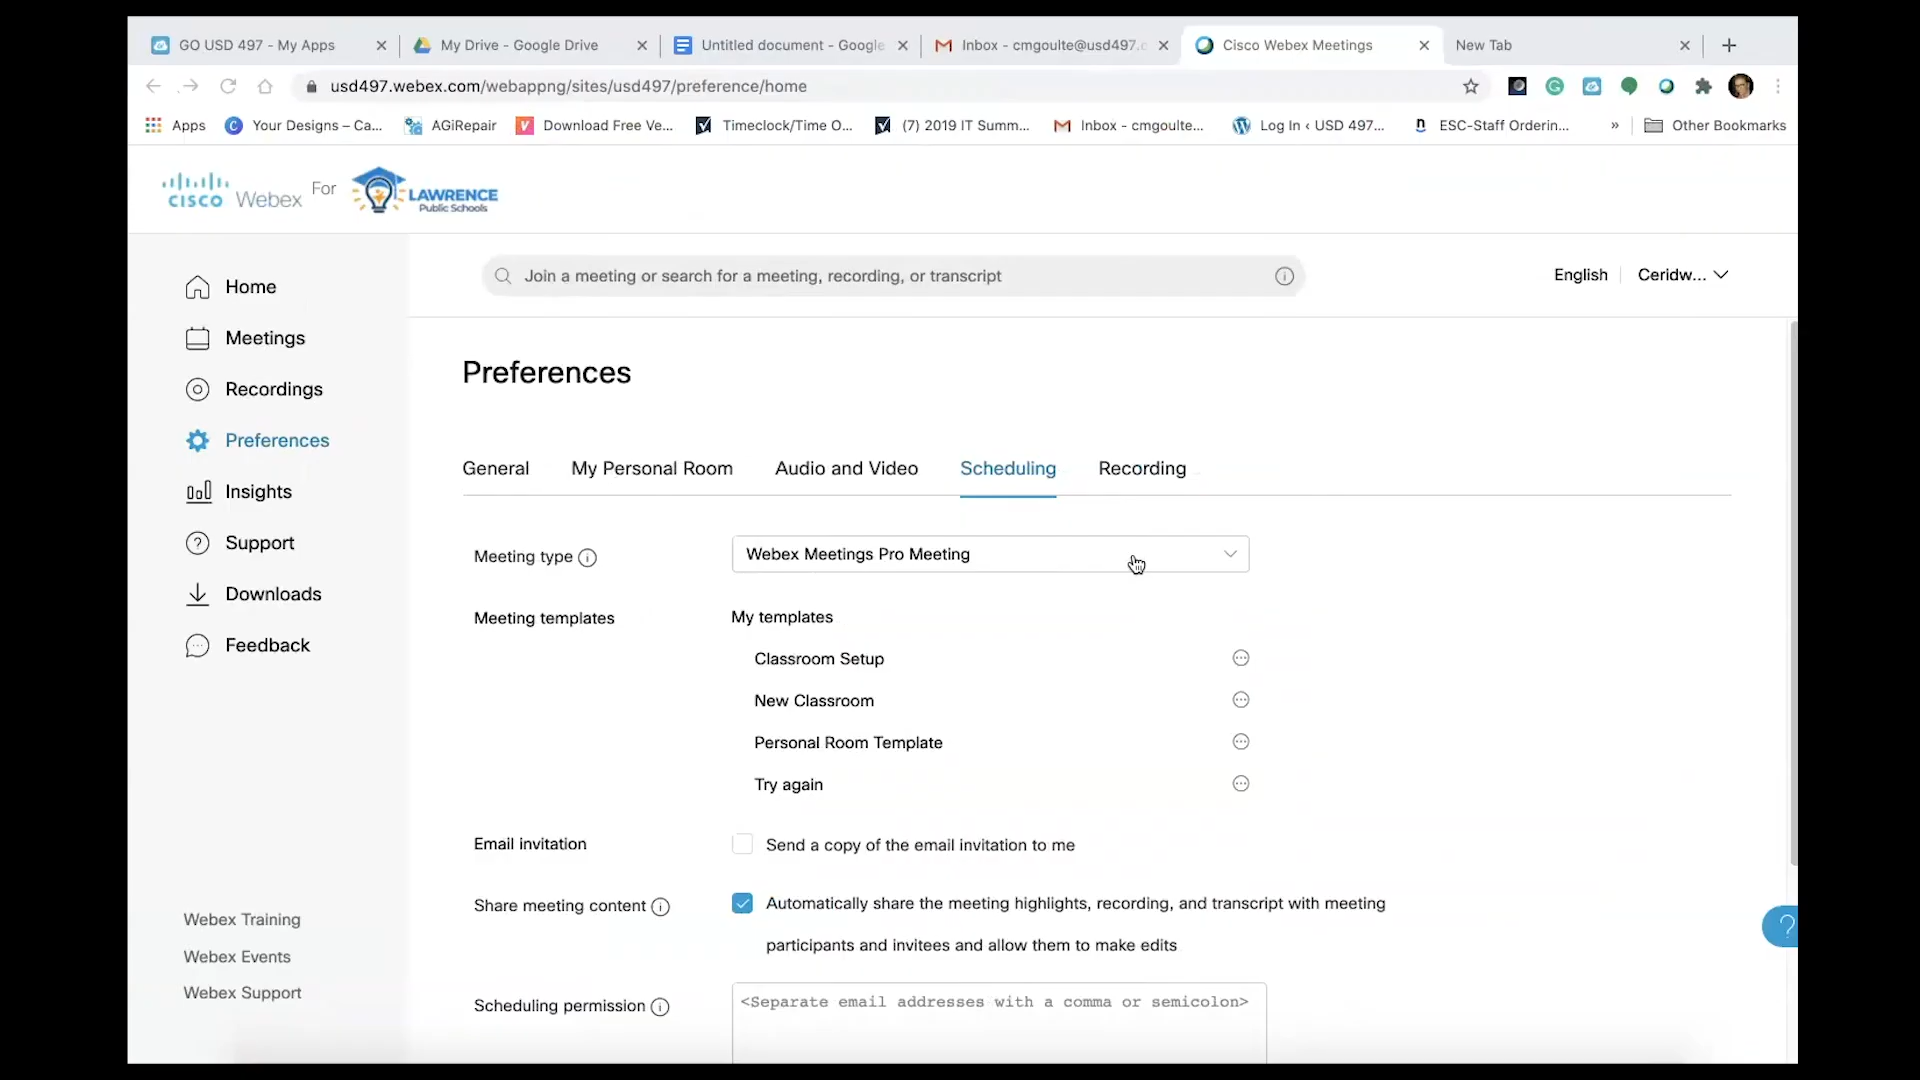 GO USD 497 - My Apps
My Drive - Google Drive
Untitled document - Google
Inbox - cmgoulte@usd497.
Cisco Webex Meetings
New Tab
usd497.webex.com/webappng/sites/usd497/preference/home
Apps
Your Designs – Ca...
AGiRepair
Download Free Ve...
Timeclock/Time O...
(7) 2019 IT Summ...
Inbox - cmgoulte...
Log In ‹ USD 497...
ESC-Staff Orderin...
»
Other Bookmarks
CISCO Webex For LAWRENCE
Public Schools
Join a meeting or search for a meeting, recording, or transcript
English
Ceridw...
Home
Meetings
Recordings
Preferences
Insights
Support
Downloads
Feedback
Webex Training
Webex Events
Webex Support
Preferences
General
My Personal Room
Audio and Video
Scheduling
Recording
Meeting type
Webex Meetings Pro Meeting
Meeting templates
My templates
Classroom Setup
New Classroom
Personal Room Template
Try again
Email invitation
Send a copy of the email invitation to me
Share meeting content
Automatically share the meeting highlights, recording, and transcript with meeting
participants and invitees and allow them to make edits
Scheduling permission
<Separate email addresses with a comma or semicolon>
?